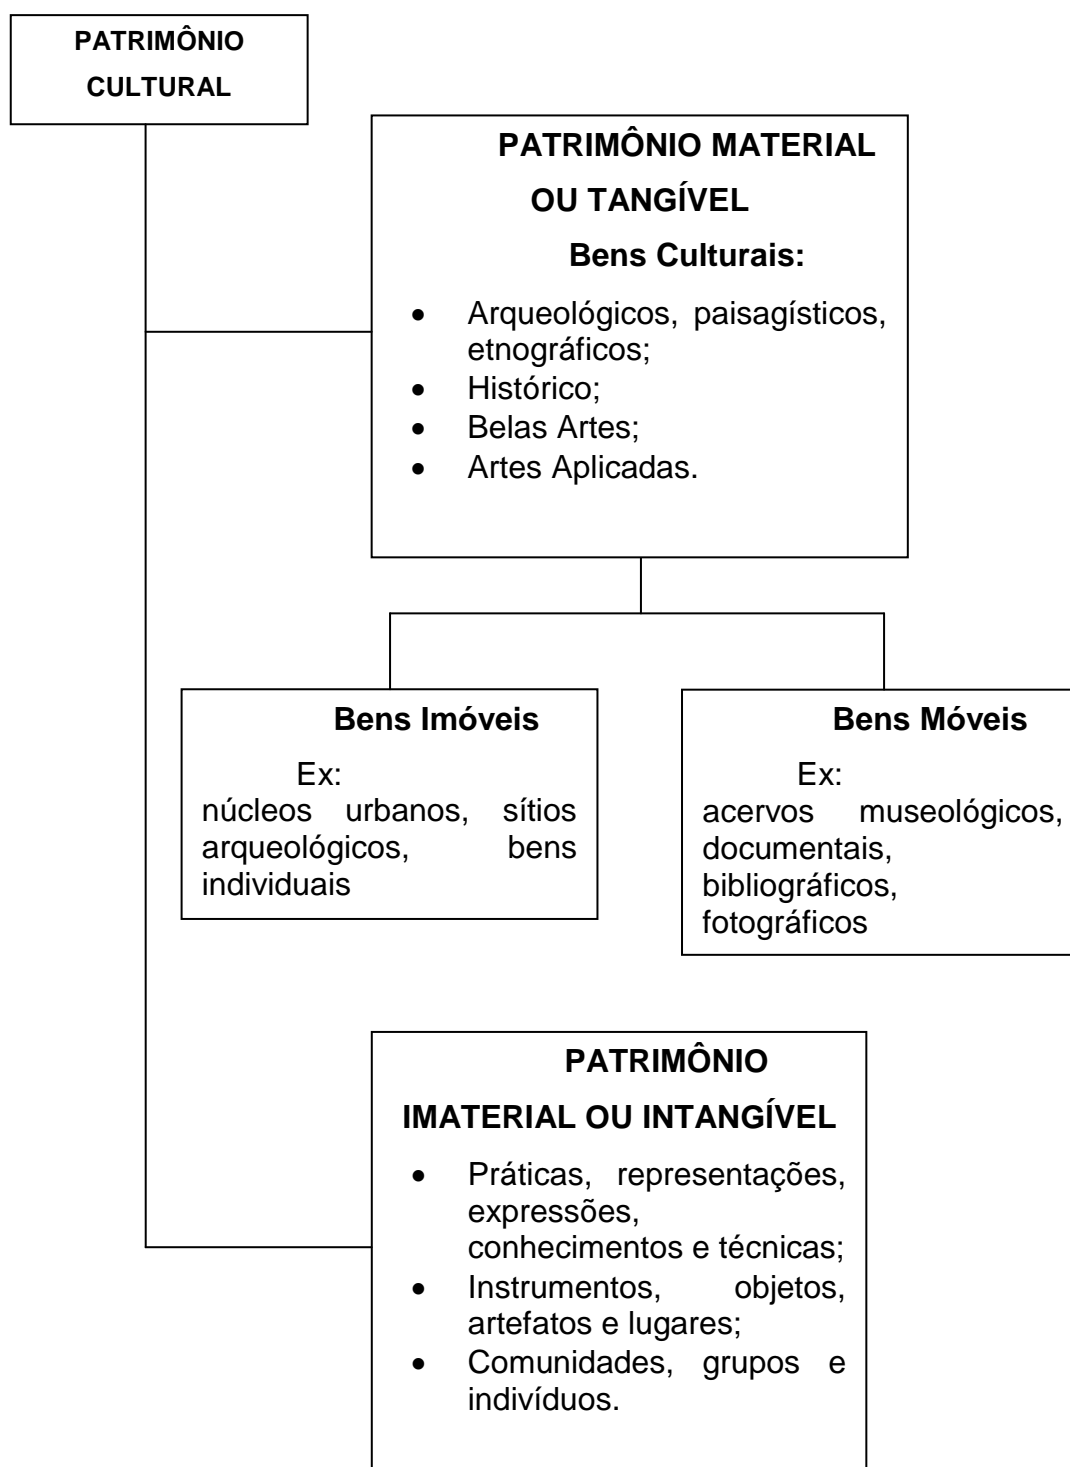 PATRIMÔNIO
CULTURAL
PATRIMÔNIO MATERIAL
OU TANGÍVEL
Bens Culturais:
• Arqueológicos, paisagísticos,
etnográficos;
• Histórico;
• Belas Artes;
• Artes Aplicadas.
Bens Imóveis
Ex:
núcleos urbanos, sítios
arqueológicos, bens
individuais
Bens Móveis
Ex:
acervos museológicos,
documentais,
bibliográficos,
fotográficos
PATRIMÔNIO
IMATERIAL OU INTANGÍVEL
• Práticas, representações,
expressões,
conhecimentos e técnicas;
• Instrumentos, objetos,
artefatos e lugares;
• Comunidades, grupos e
indivíduos.